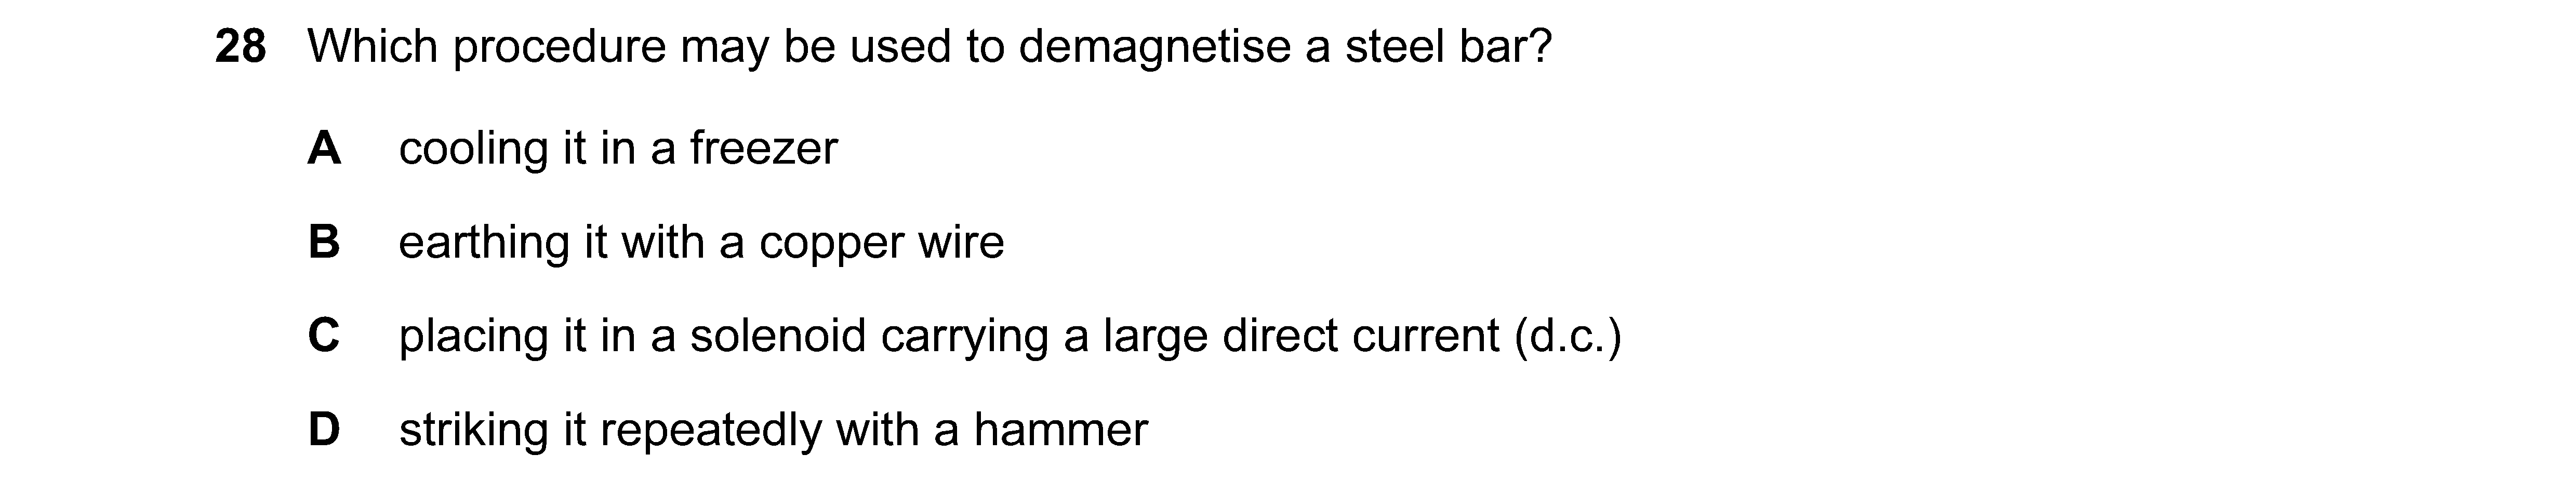 28 Which procedure may be used to demagnetise a steel bar?
A cooling it in a freezer
B earthing it with a copper wire
C placing it in a solenoid carrying a large direct current (d.c.)
D striking it repeatedly with a hammer